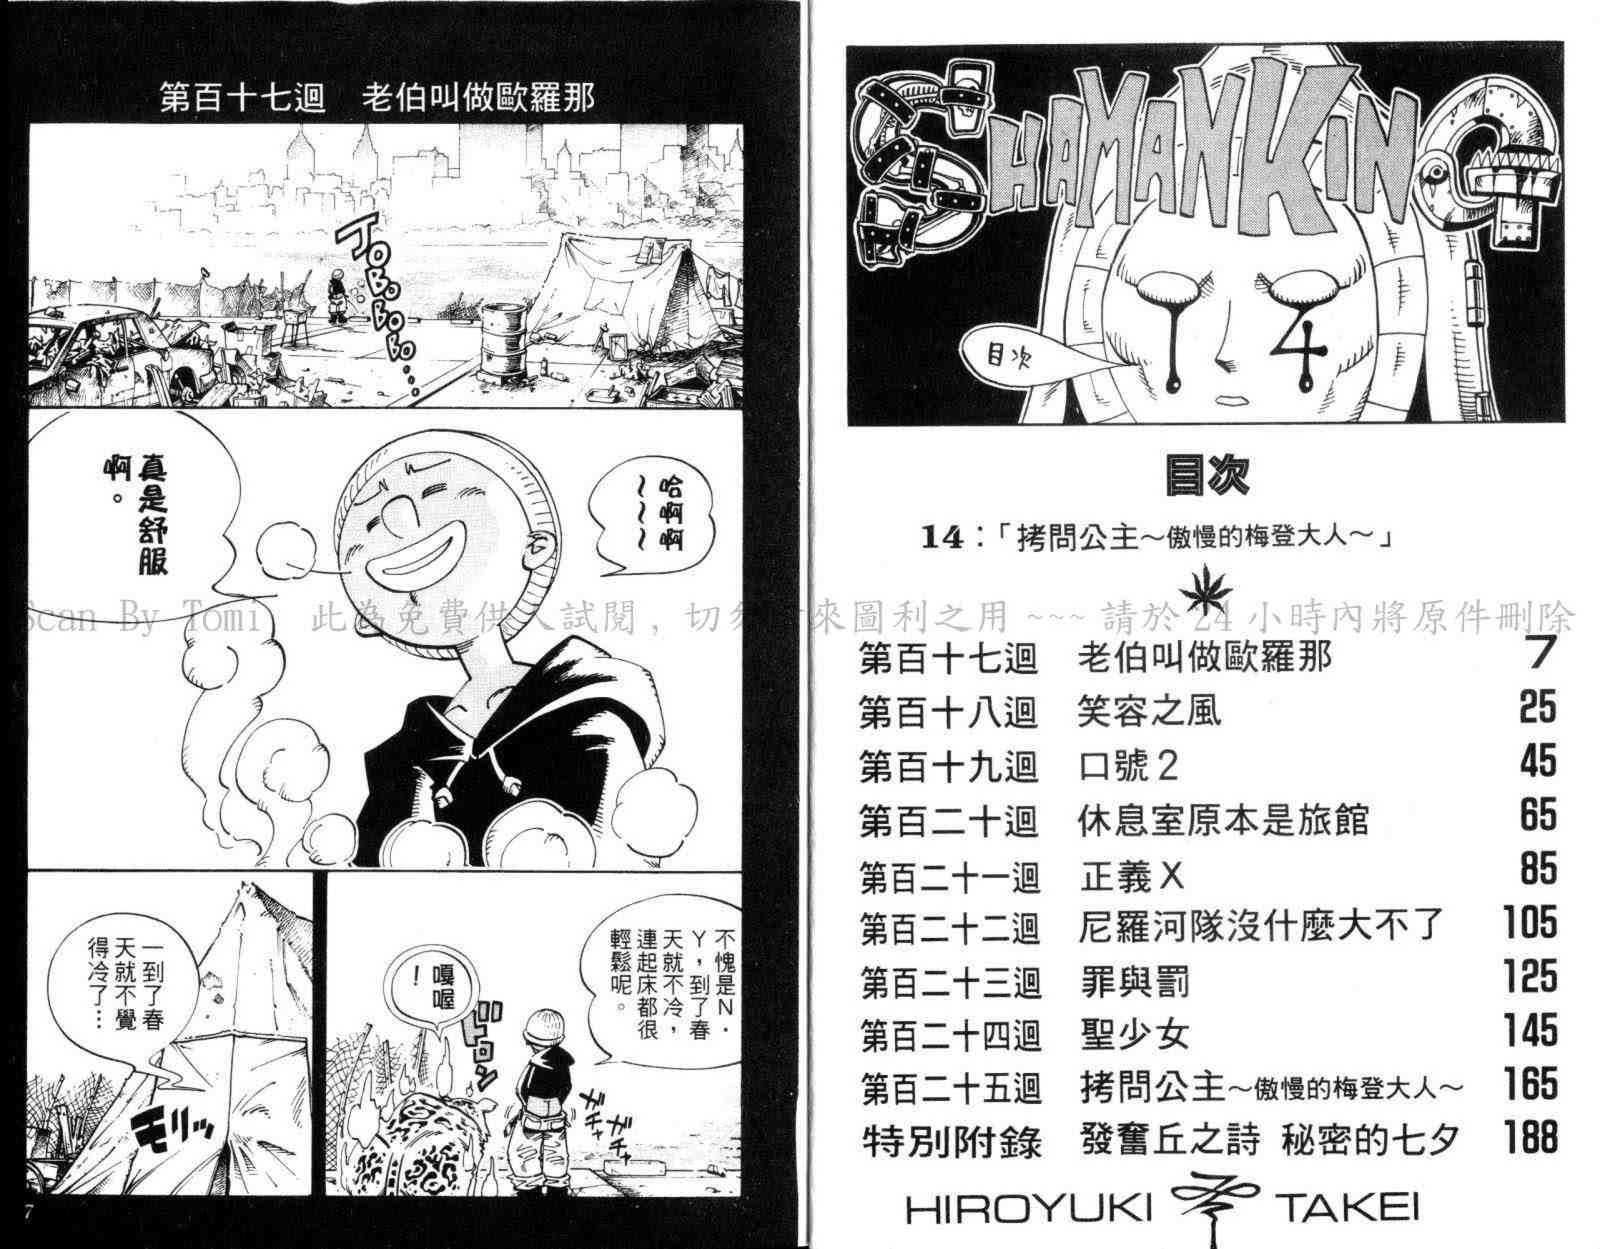 SHAMAN KING
目次
14
目次
14：「拷問公主～傲慢的梅登大人～」
第百十七迴 老伯叫做歐羅那 7
第百十八迴 笑容之風 25
第百十九迴 口號2 45
第百二十迴 休息室原本是旅館 65
第百二十一迴 正義X 85
第百二十二迴 尼羅河隊沒什麼大不了 105
第百二十三迴 罪與罰 125
第百二十四迴 聖少女 145
第百二十五迴 拷問公主～傲慢的梅登大人～ 165
特別附錄 發奮丘之詩 秘密的七夕 188
HIROYUKI TAKEI
第百十七迴 老伯叫做歐羅那
JOBOBOBOBO......
哈～
啊～
啊～
真是舒服
啊。
不愧是N．
Y，到了春
天就不冷，
連起床都很
輕鬆呢。
嘎喔
！
ドロン
チャ
チャ
一到了春
天就不覺
得冷了…
モソッ
7
Scan By Tomi 此為免費供人試閱，切勿 來圖利之用 ~~~ 請於 24 小時內將原件刪除